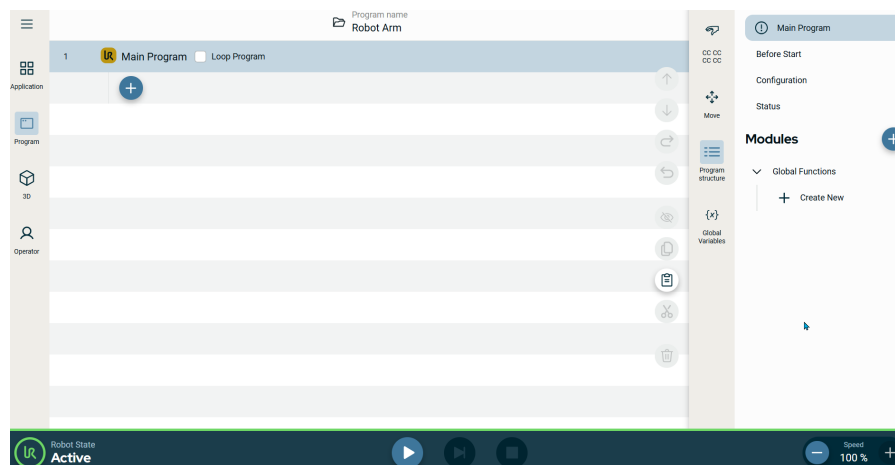 Program name
Robot Arm
Application
Program
3D
Operator
1 Main Program Loop Program
CC CC
CC CC
Move
Program
structure
{x}
Global
Variables
Main Program
Before Start
Configuration
Status
Modules
Global Functions
Create New
Robot State
Active
Speed
100 %